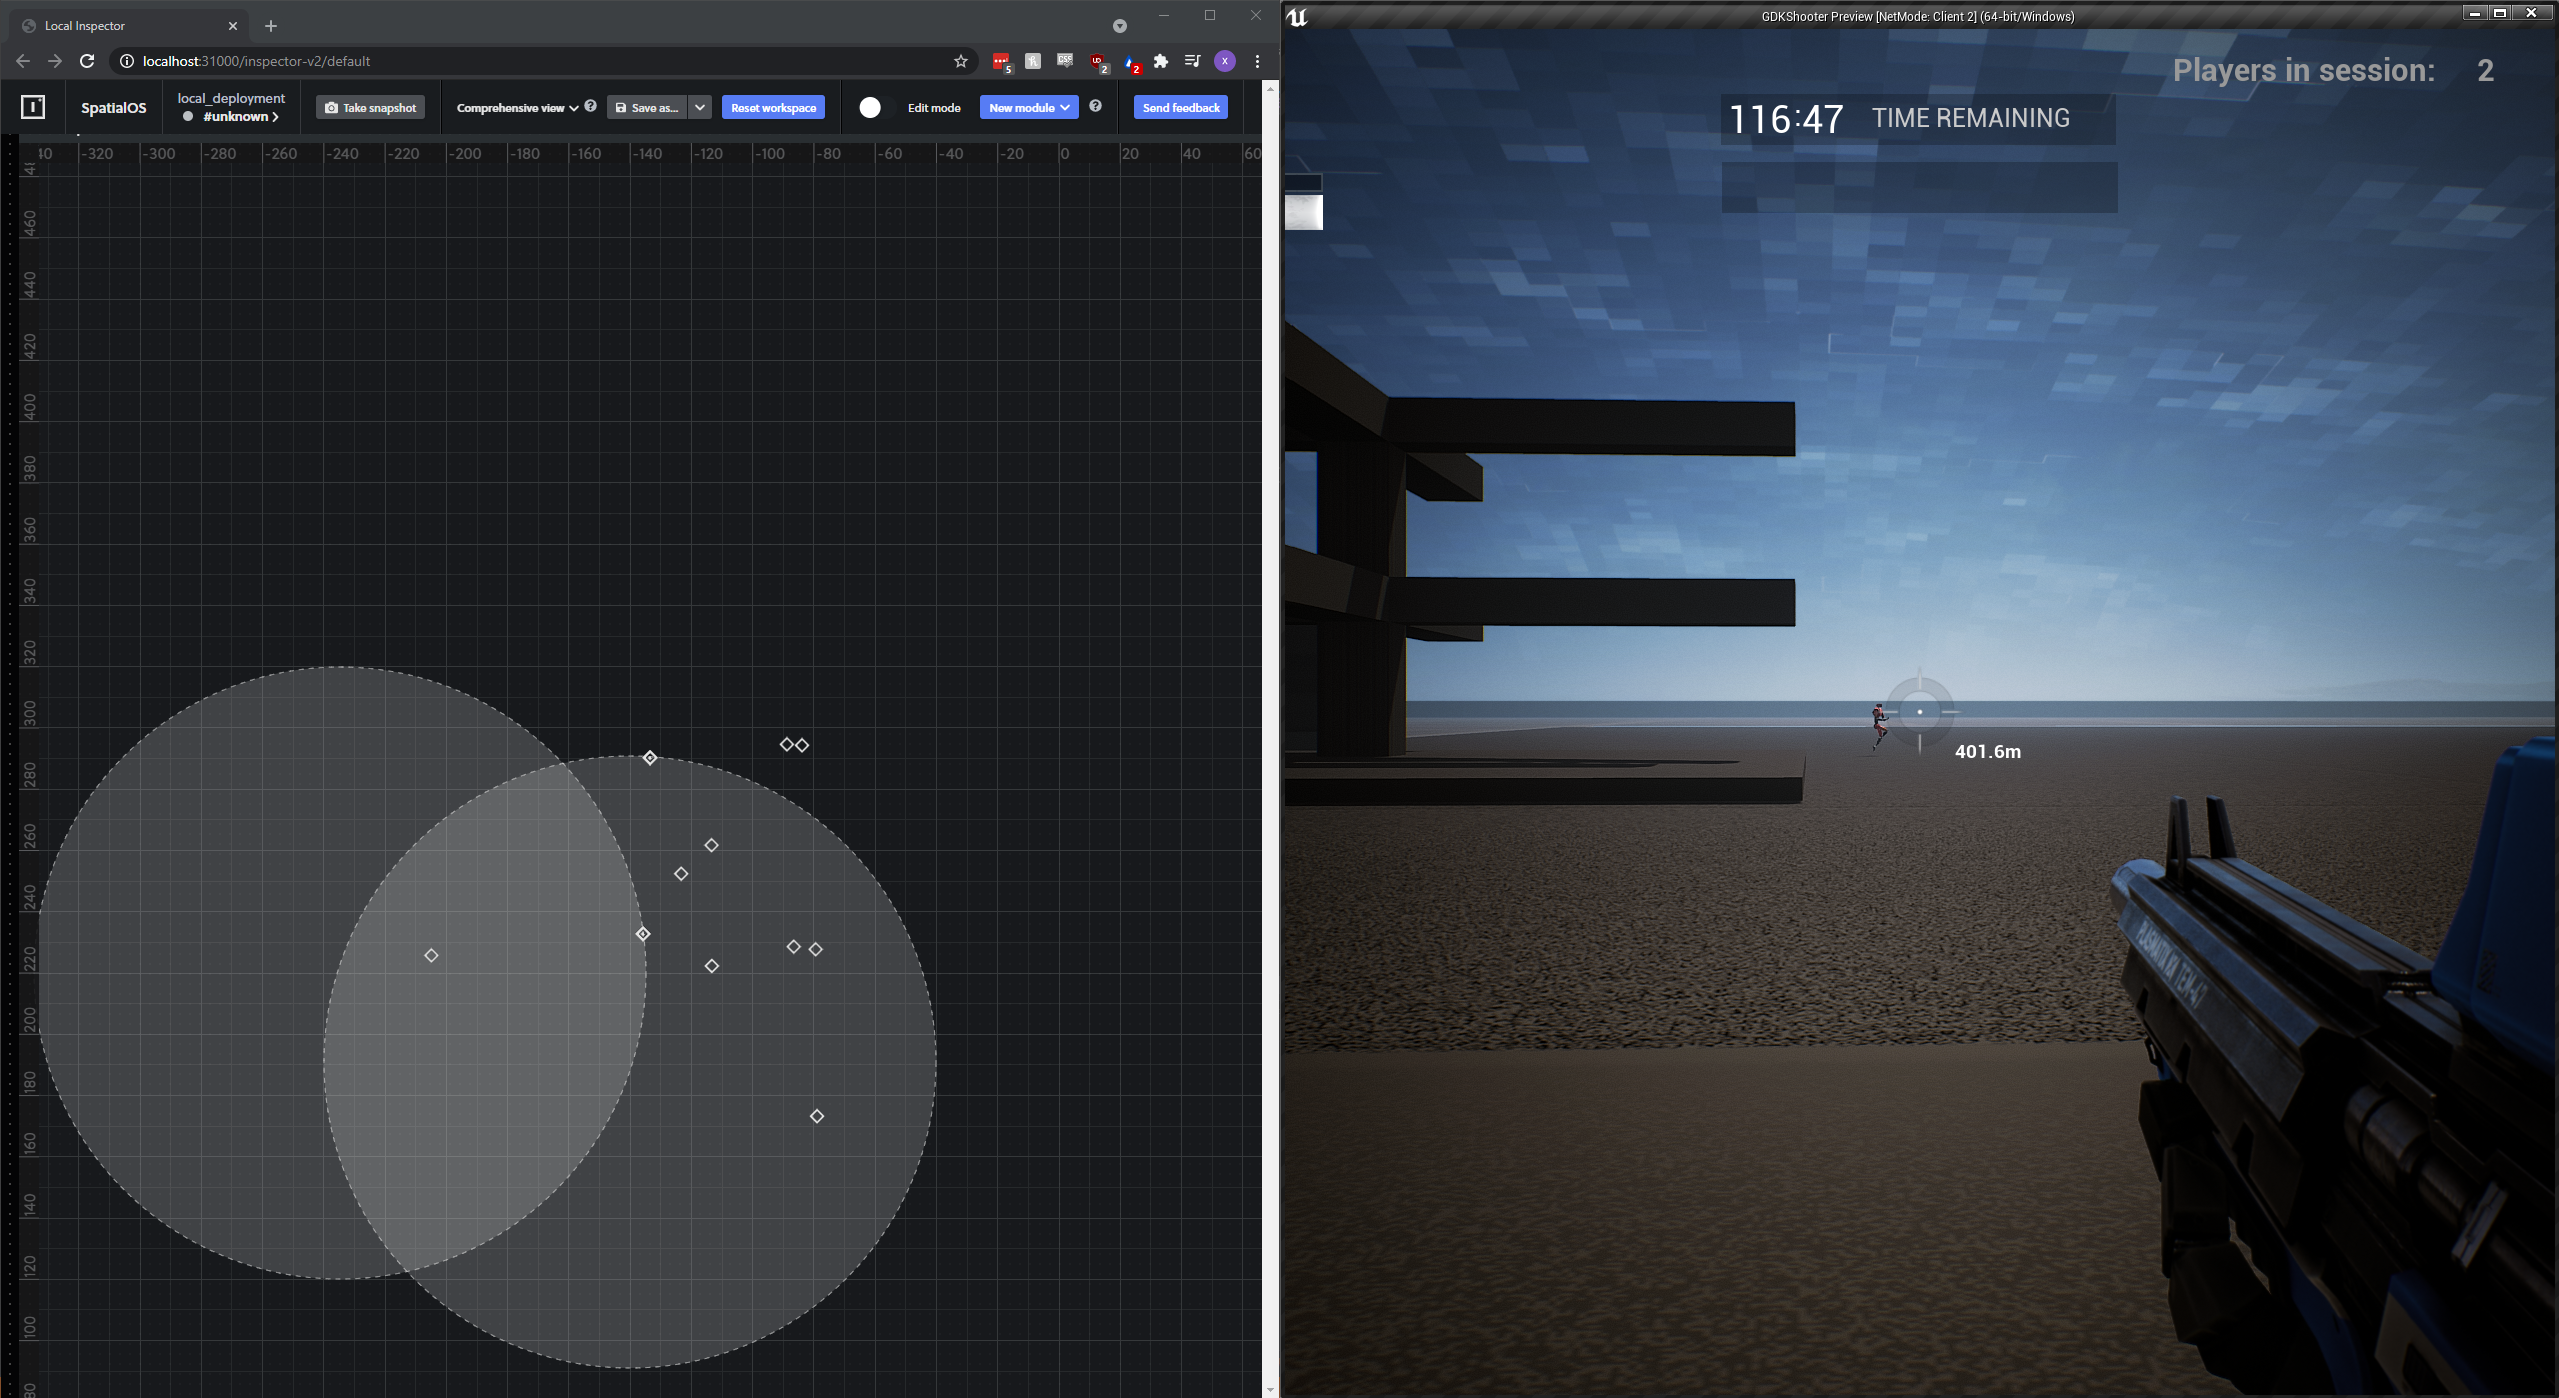 Local Inspector
localhost:31000/inspector-v2/default
5
CSF
2
2
X
SpatialOS
local_deployment
#unknown
Take snapshot
Comprehensive view
Save as...
Reset workspace
Edit mode
New module
Send feedback
-320 -300 -280 -260 -240 -220 -200 -180 -160 -140 -120 -100 -80 -60 -40 -20 0 20 40 60
460
440
420
400
380
360
340
320
300
280
260
240
220
200
180
160
140
120
100
80
GDKShooter Preview [NetMode: Client 2] (64-bit/Windows)
Players in session: 2
116:47 TIME REMAINING
401.6m